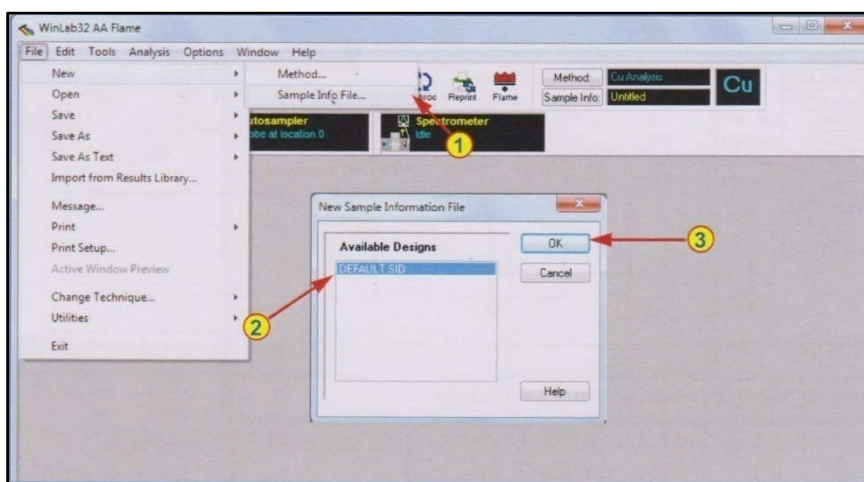 WinLab32 AA Flame
File Edit Tools Analysis Options Window Help
New
Open
Save
Save As
Save As Text
Import from Results Library...
Message...
Print
Print Setup...
Active Window Preview
Change Technique...
Utilities
Exit
Method...
Sample Info File...
Reprint
Flame
Method:
Cu Analysis
Sample Info:
Untitled
Cu
at location 0
Spectrometer
Idle
1
New Sample Information File
Available Designs
DEFAULT.SID
OK
Cancel
Help
2
3